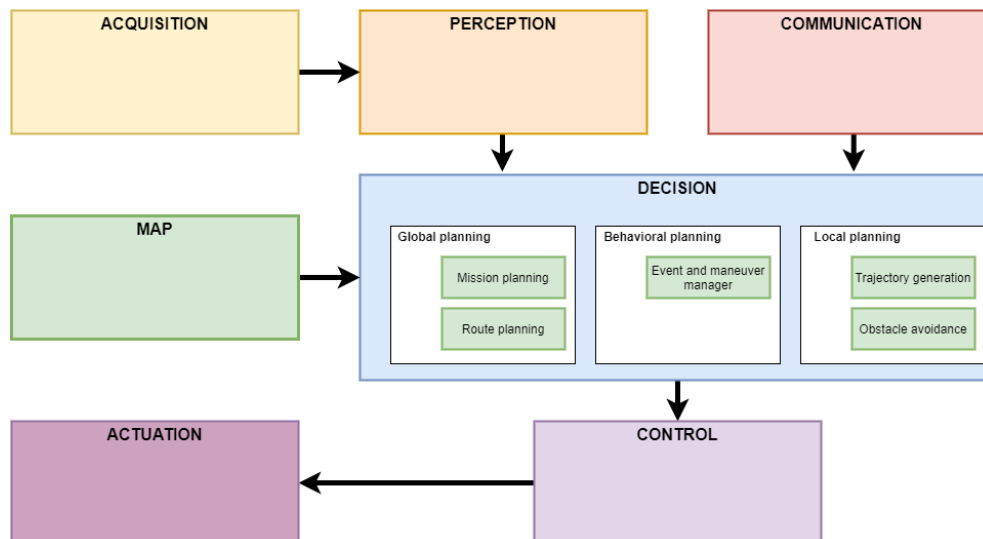 ACQUISITION
PERCEPTION
COMMUNICATION
DECISION
MAP
Global planning
Mission planning
Route planning
Behavioral planning
Event and maneuver
manager
Local planning
Trajectory generation
Obstacle avoidance
ACTUATION
CONTROL